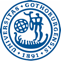 UNIVERSITAS · GOTHOBURGENSIS
· 1891 ·